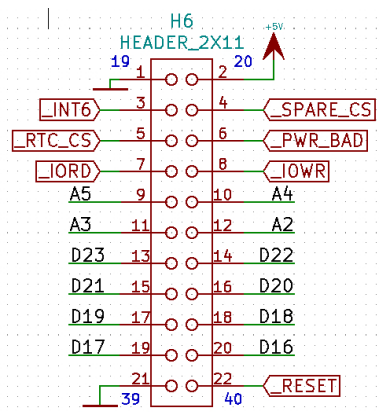 H6
+5V
HEADER_2X11
19 20
1 2
_INT6 3 4 _SPARE_CS
_RTC_CS 5 6 _PWR_BAD
_IORD 7 8 _IOWR
A5 9 10 A4
A3 11 12 A2
D23 13 14 D22
D21 15 16 D20
D19 17 18 D18
D17 19 20 D16
21 22 _RESET
39 40